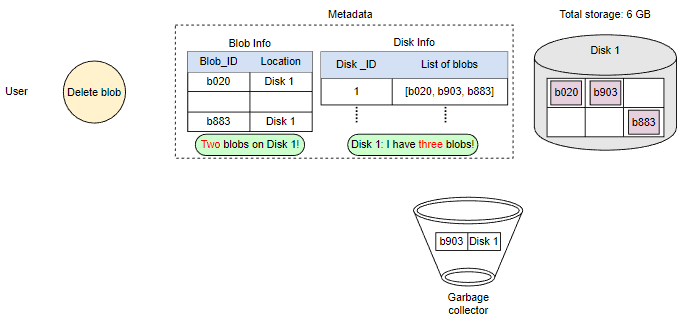 Metadata
Total storage: 6 GB
Blob Info
Disk Info
Disk 1
Blob_ID Location
Disk _ID List of blobs
User
Delete blob
b020 Disk 1
1 [b020, b903, b883]
b883 Disk 1
b020 b903
b883
Two blobs on Disk 1!
Disk 1: I have three blobs!
b903 Disk 1
Garbage
collector